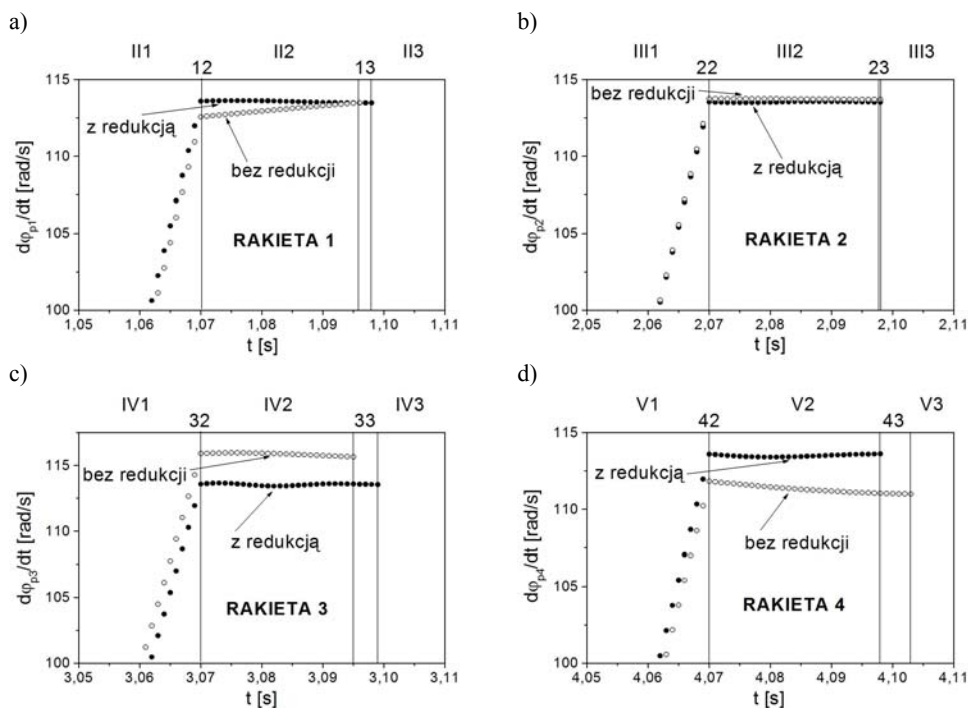 a)
II1 II2 II3
12 13
115
110
105
100
dφp1/dt [rad/s]
z redukcją
bez redukcji
RAKIETA 1
1,05 1,06 1,07 1,08 1,09 1,10 1,11
t [s]
b)
III1 III2 III3
22 23
115
110
105
100
dφp2/dt [rad/s]
bez redukcji
z redukcją
RAKIETA 2
2,05 2,06 2,07 2,08 2,09 2,10 2,11
t [s]
c)
IV1 IV2 IV3
32 33
115
110
105
100
dφp3/dt [rad/s]
bez redukcji
z redukcją
RAKIETA 3
3,05 3,06 3,07 3,08 3,09 3,10 3,11
t [s]
d)
V1 V2 V3
42 43
115
110
105
100
dφp4/dt [rad/s]
z redukcją
bez redukcji
RAKIETA 4
4,05 4,06 4,07 4,08 4,09 4,10 4,11
t [s]